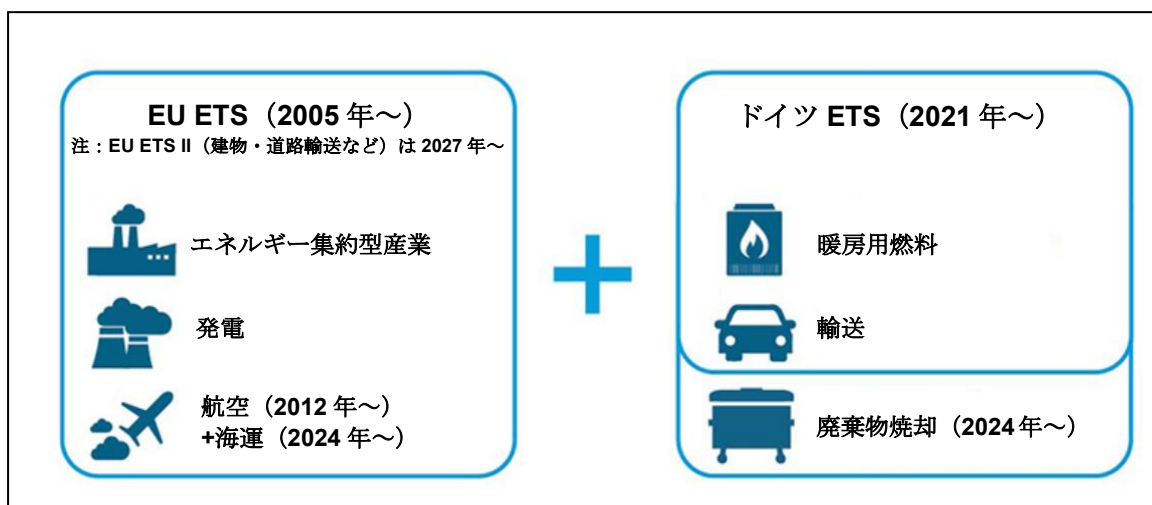 EU ETS（2005 年～）
注：EU ETS II（建物・道路輸送など）は 2027 年～
エネルギー集約型産業
発電
航空（2012 年～）
+海運（2024 年～）
ドイツ ETS（2021 年～）
暖房用燃料
輸送
廃棄物焼却（2024 年～）